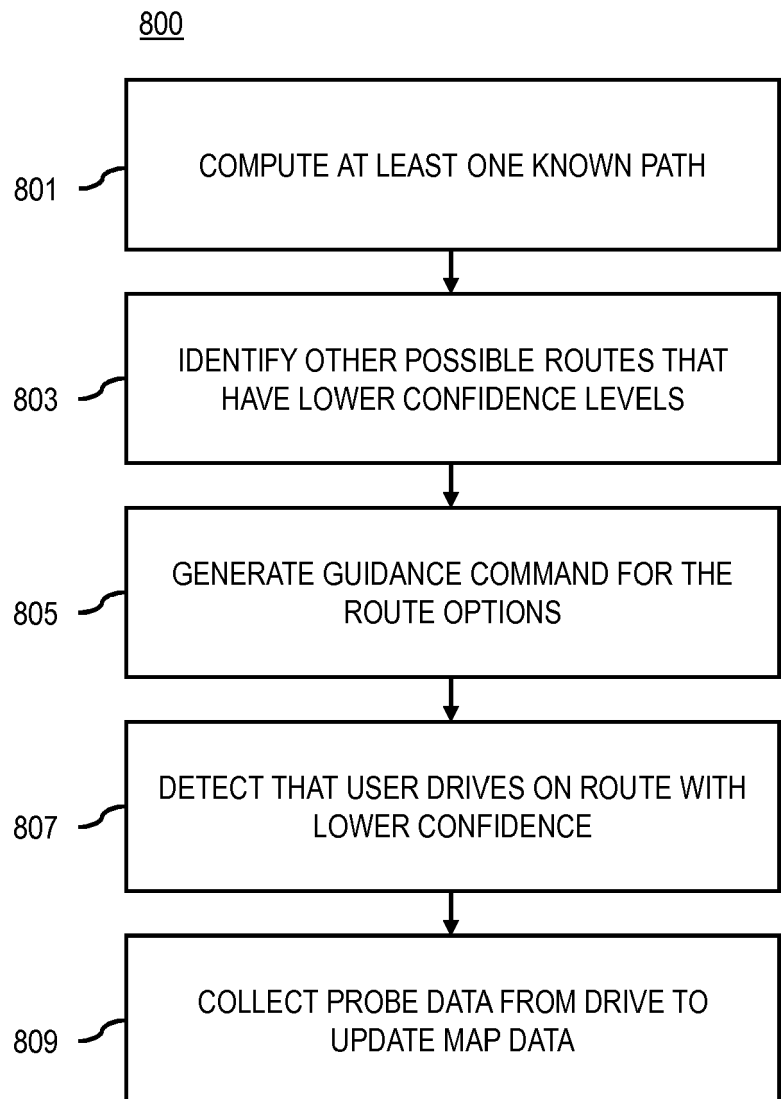 800
COMPUTE AT LEAST ONE KNOWN PATH
801
IDENTIFY OTHER POSSIBLE ROUTES THAT
HAVE LOWER CONFIDENCE LEVELS
803
GENERATE GUIDANCE COMMAND FOR THE
ROUTE OPTIONS
805
DETECT THAT USER DRIVES ON ROUTE WITH
LOWER CONFIDENCE
807
COLLECT PROBE DATA FROM DRIVE TO
UPDATE MAP DATA
809